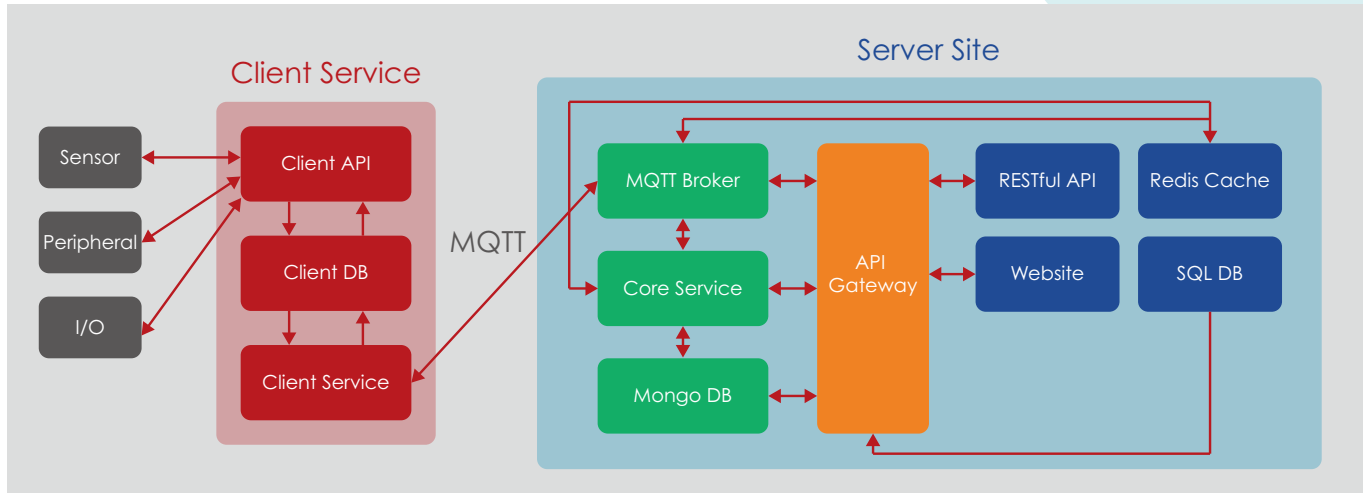 Server Site
Client Service
Sensor
Client API
MQTT Broker
RESTful API
Redis Cache
Peripheral
MQTT
Client DB
Core Service
API
Gateway
Website
SQL DB
I/O
Client Service
Mongo DB